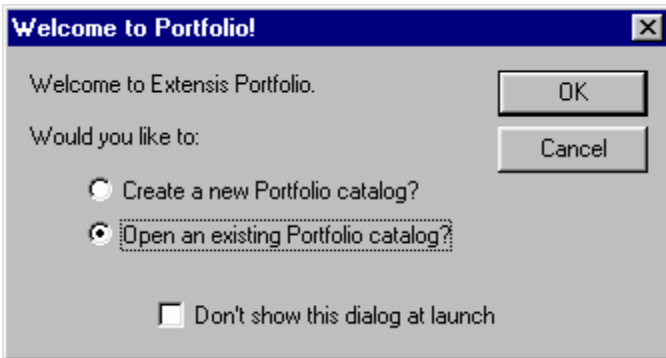 Welcome to Portfolio!
Welcome to Extensis Portfolio.
OK
Would you like to:
Cancel
Create a new Portfolio catalog?
Open an existing Portfolio catalog?
Don't show this dialog at launch